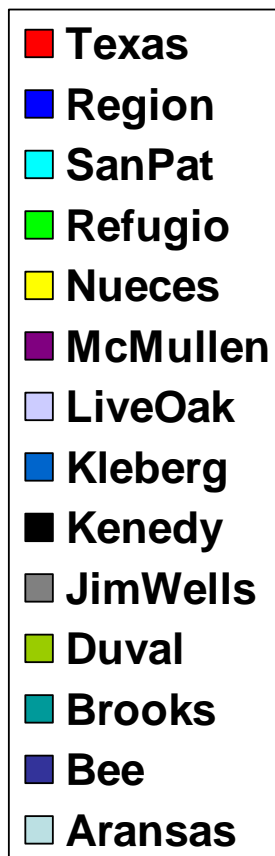 Texas
Region
SanPat
Refugio
Nueces
McMullen
LiveOak
Kleberg
Kenedy
JimWells
Duval
Brooks
Bee
Aransas